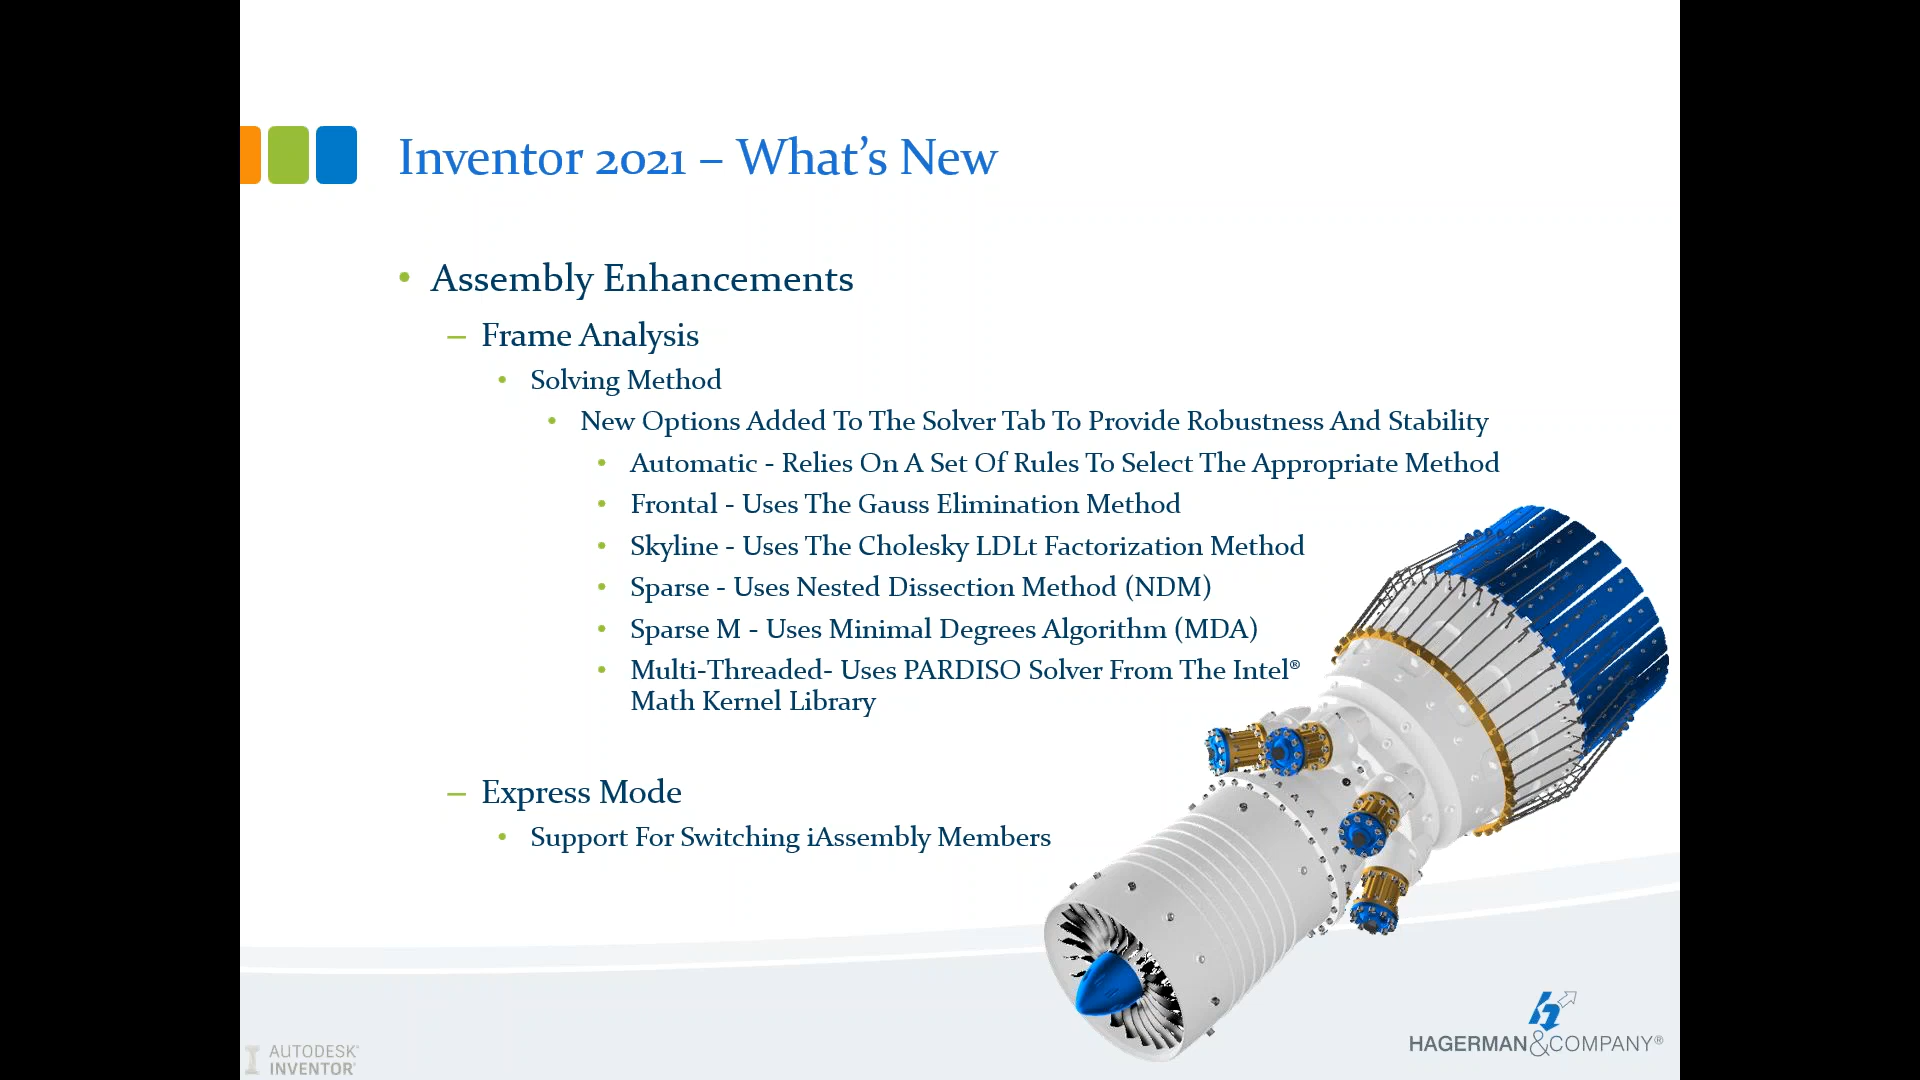 Inventor 2021 – What’s New
• Assembly Enhancements
– Frame Analysis
• Solving Method
• New Options Added To The Solver Tab To Provide Robustness And Stability
• Automatic - Relies On A Set Of Rules To Select The Appropriate Method
• Frontal - Uses The Gauss Elimination Method
• Skyline - Uses The Cholesky LDLt Factorization Method
• Sparse - Uses Nested Dissection Method (NDM)
• Sparse M - Uses Minimal Degrees Algorithm (MDA)
• Multi-Threaded- Uses PARDISO Solver From The Intel®
Math Kernel Library
– Express Mode
• Support For Switching iAssembly Members
HAGERMAN&COMPANY®
AUTODESK®
INVENTOR®